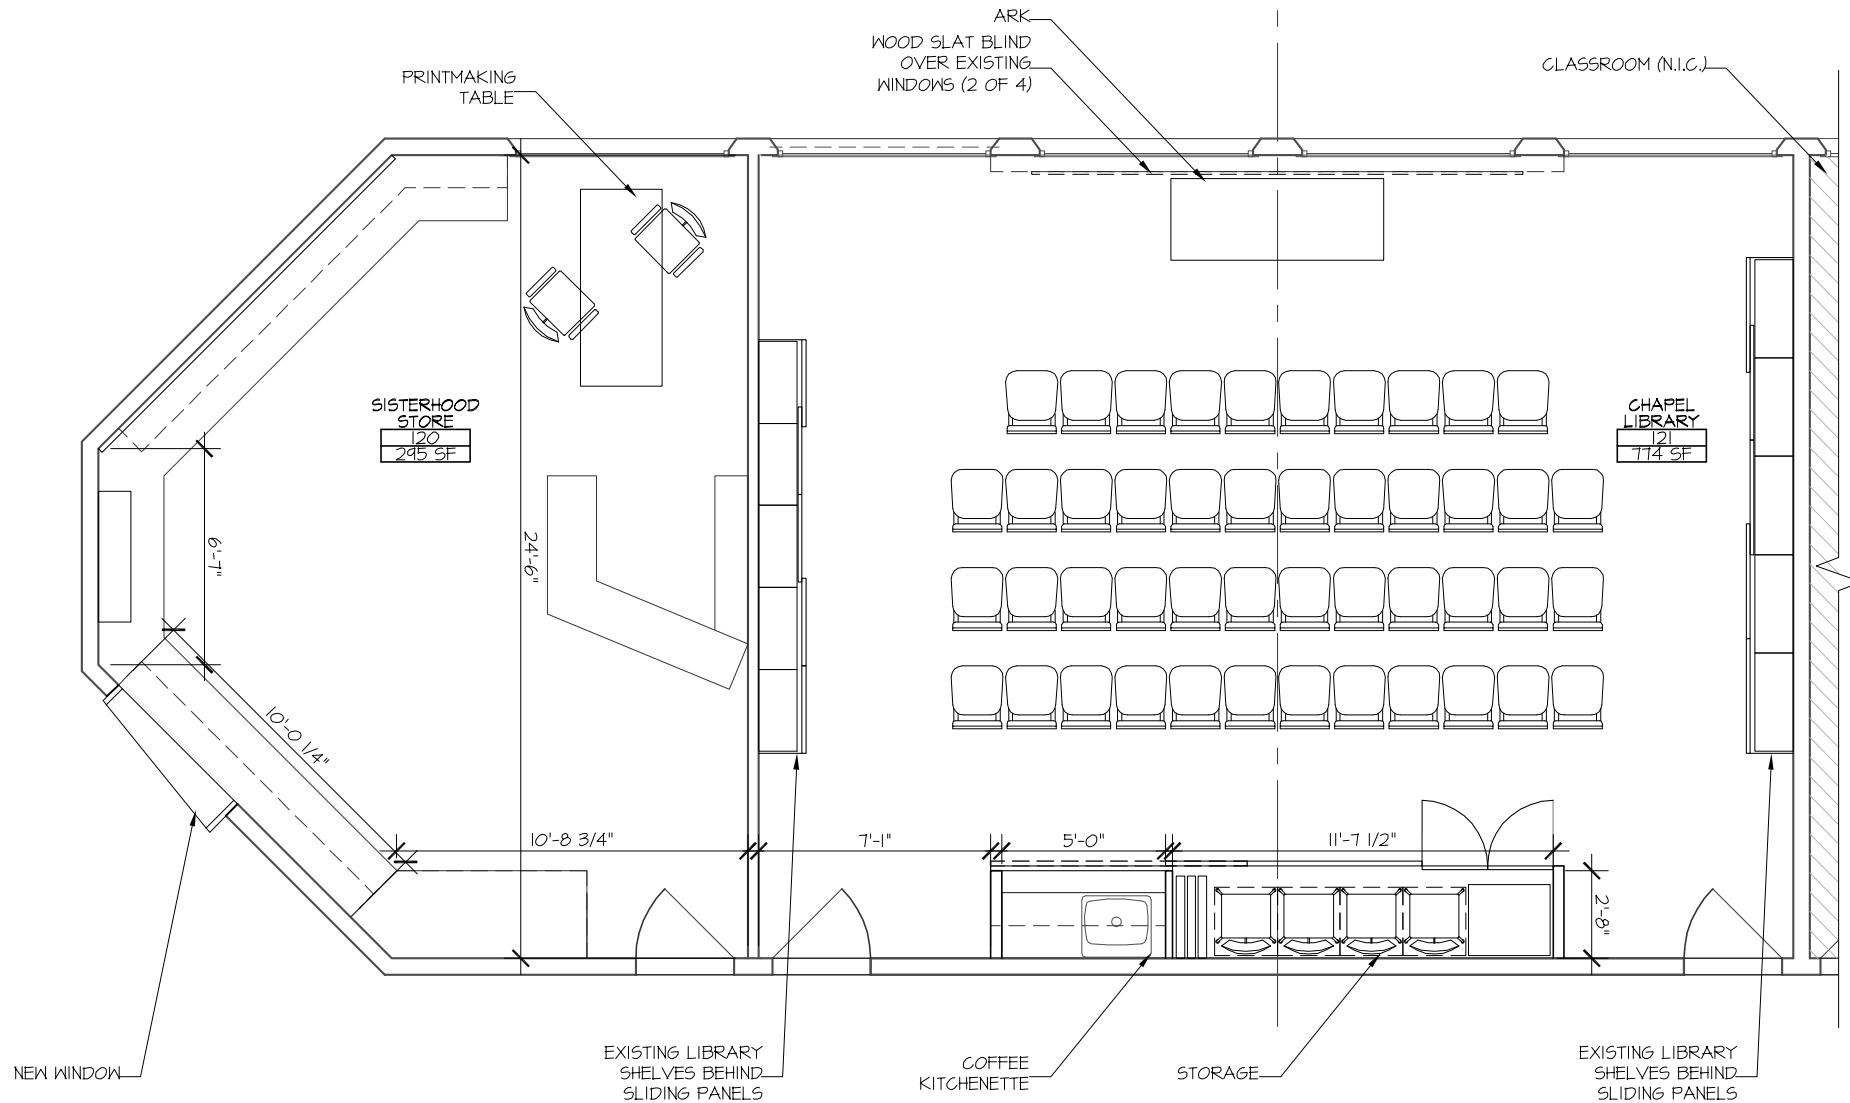 ARK
WOOD SLAT BLIND
OVER EXISTING
WINDOWS (2 OF 4)
CLASSROOM (N.I.C.)
PRINTMAKING
TABLE
SISTERHOOD
STORE
120
295 SF
CHAPEL
LIBRARY
121
774 SF
6'-7"
24'-6"
10'-0 1/4"
10'-8 3/4"
7'-1"
5'-0"
11'-7 1/2"
2'-8"
NEW WINDOW
EXISTING LIBRARY
SHELVES BEHIND
SLIDING PANELS
COFFEE
KITCHENETTE
STORAGE
EXISTING LIBRARY
SHELVES BEHIND
SLIDING PANELS